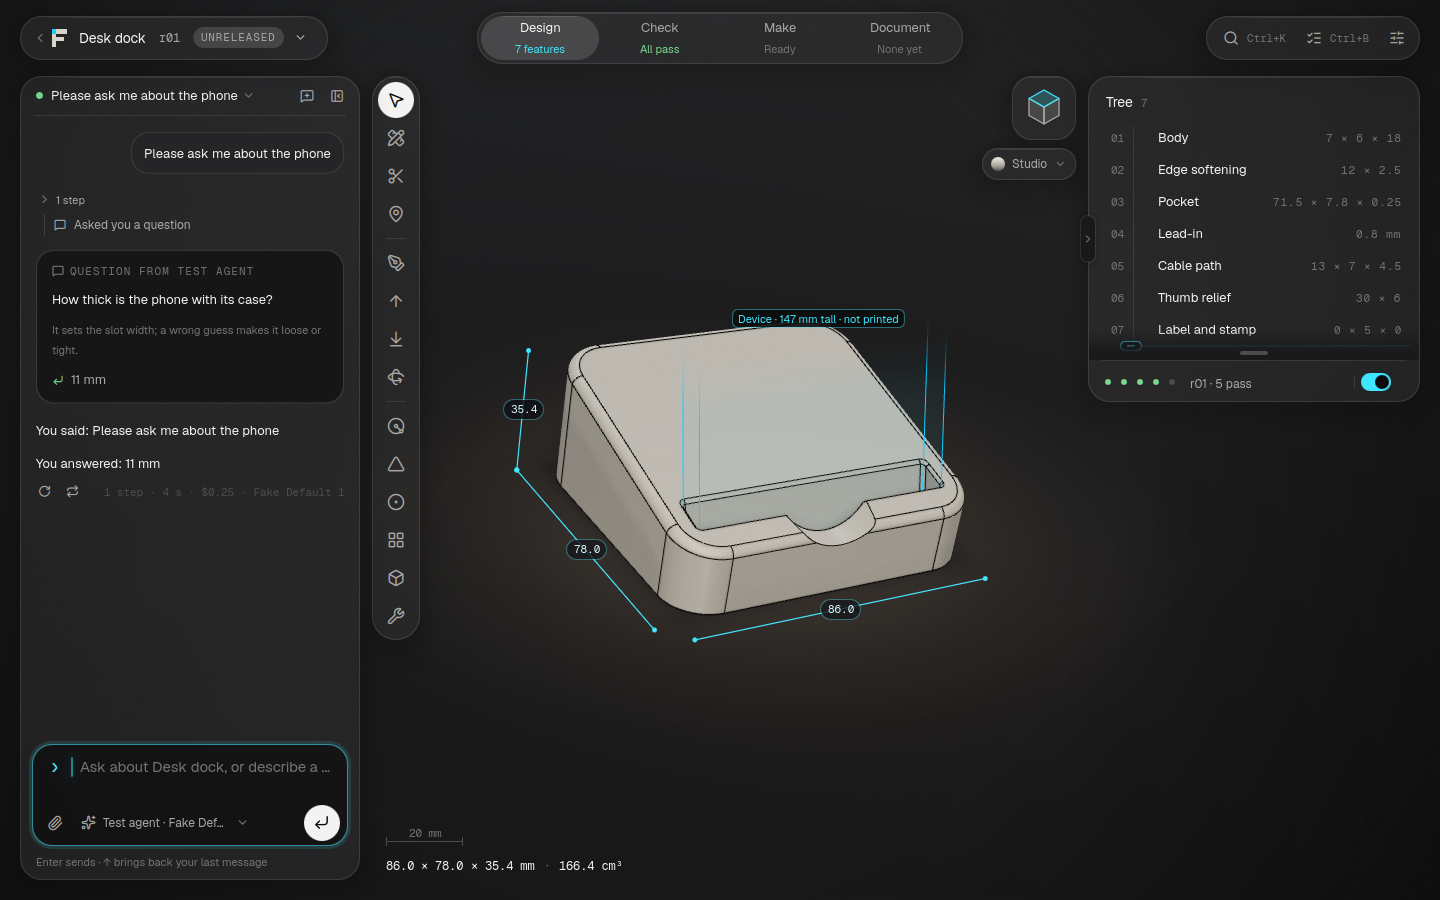 Desk dock r01 UNRELEASED
Design
7 features
Check
All pass
Make
Ready
Document
None yet
Ctrl+K
Ctrl+B
Please ask me about the phone
Please ask me about the phone
1 step
Asked you a question
QUESTION FROM TEST AGENT
How thick is the phone with its case?
It sets the slot width; a wrong guess makes it loose or
tight.
11 mm
You said: Please ask me about the phone
You answered: 11 mm
1 step · 4 s · $0.25 · Fake Default 1
Ask about Desk dock, or describe a ...
Test agent · Fake Def...
Enter sends · ↑ brings back your last message
Device · 147 mm tall · not printed
35.4
78.0
86.0
20 mm
86.0 × 78.0 × 35.4 mm · 166.4 cm³
Studio
Tree 7
01 Body 7 × 6 × 18
02 Edge softening 12 × 2.5
03 Pocket 71.5 × 7.8 × 0.25
04 Lead-in 0.8 mm
05 Cable path 13 × 7 × 4.5
06 Thumb relief 30 × 6
07 Label and stamp 0 × 5 × 0
r01 · 5 pass